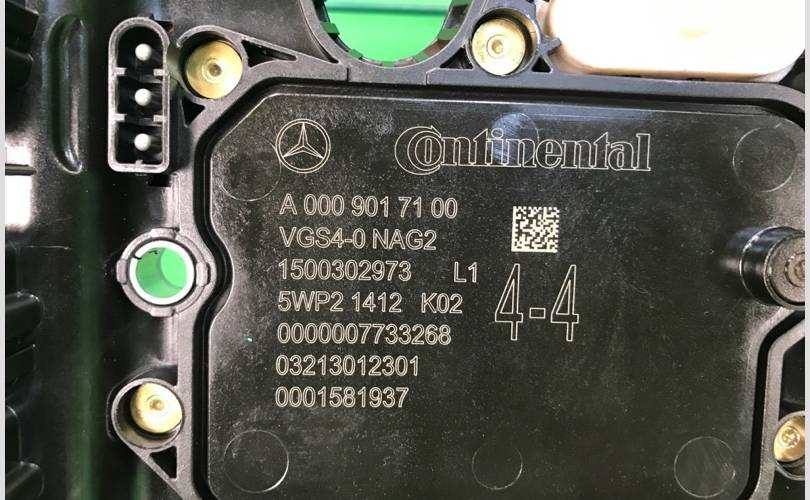 Continental
A 000 901 71 00
VGS4-0 NAG2
1500302973 L1
5WP2 1412 K02
4-4
0000007733268
03213012301
0001581937